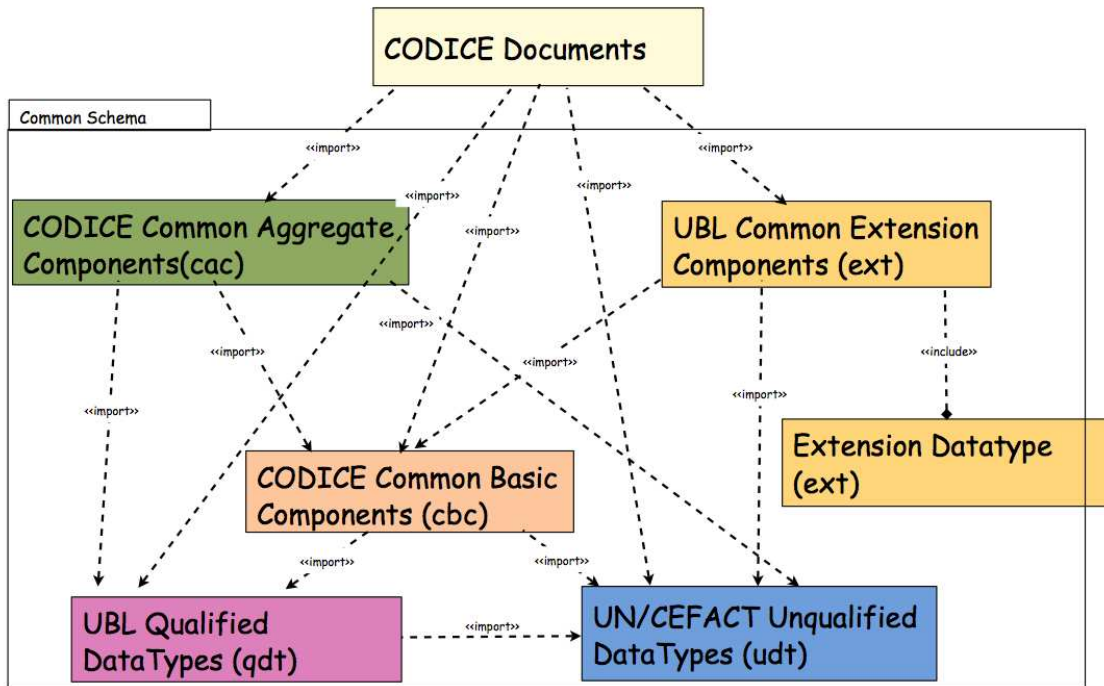 CODICE Documents
Common Schema
<<import>>
<<import>>
<<import>>
<<import>>
<<import>>
CODICE Common Aggregate
Components(cac)
UBL Common Extension
Components (ext)
<<import>>
<<import>>
<<import>>
<<include>>
<<import>>
<<import>>
Extension Datatype
(ext)
CODICE Common Basic
Components (cbc)
<<import>>
<<import>>
UBL Qualified
DataTypes (qdt)
<<import>>
UN/CEFACT Unqualified
DataTypes (udt)